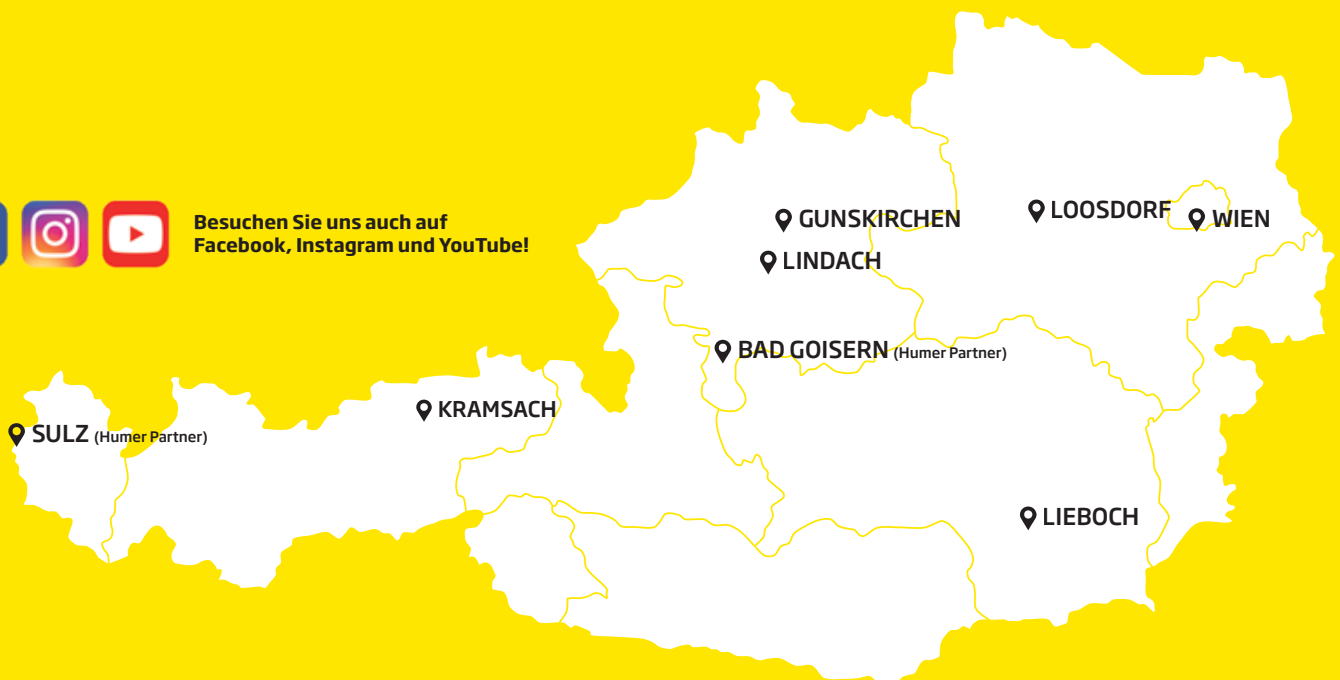 Besuchen Sie uns auch auf
Facebook, Instagram und YouTube!
GUNSKIRCHEN
LOOSDORF
WIEN
LINDACH
BAD GOISERN (Humer Partner)
KRAMSACH
SULZ (Humer Partner)
LIEBOCH